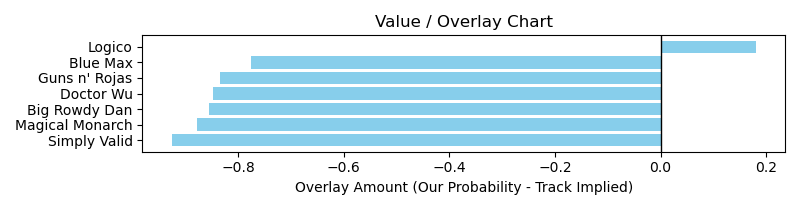 Value / Overlay Chart
Logico
Blue Max
Guns n' Rojas
Doctor Wu
Big Rowdy Dan
Magical Monarch
Simply Valid
−0.8 −0.6 −0.4 −0.2 0.0 0.2
Overlay Amount (Our Probability - Track Implied)